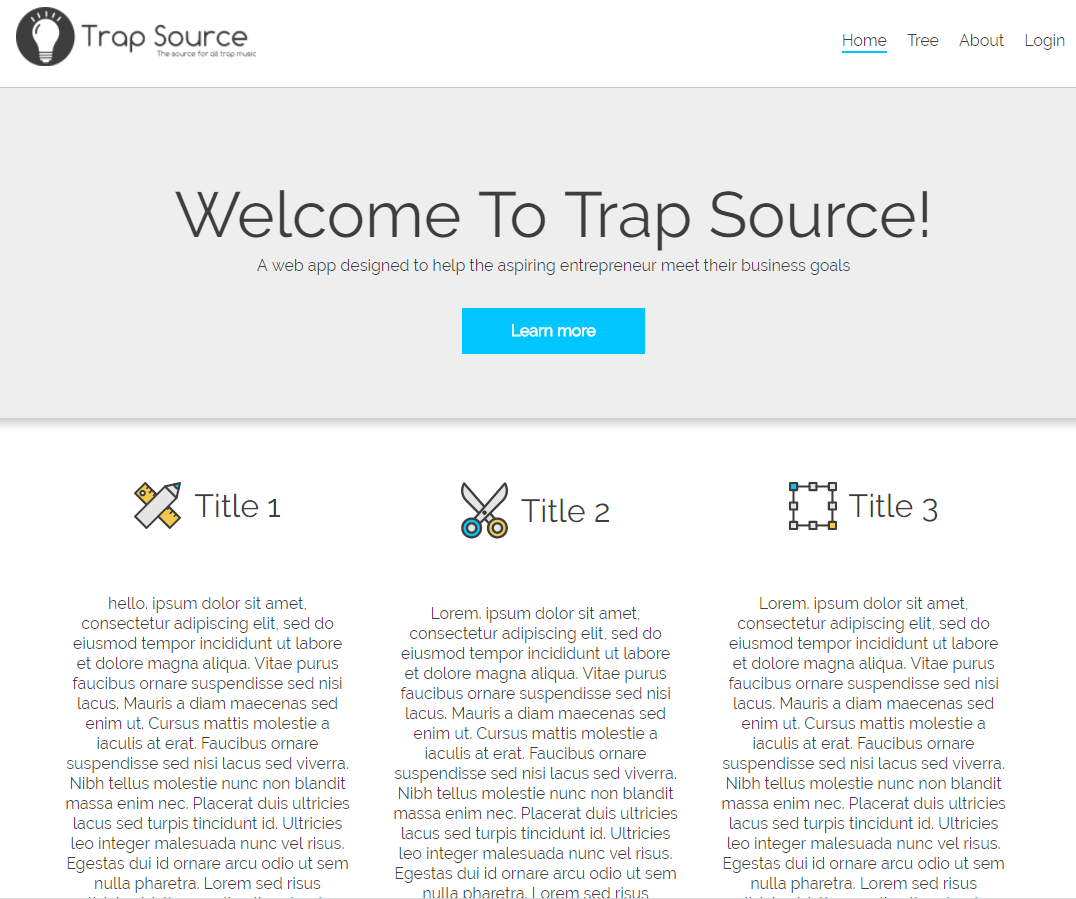 Trap Source
The source for all trap music
Home Tree About Login
Welcome To Trap Source!
A web app designed to help the aspiring entrepreneur meet their business goals
Learn more
Title 1
hello. ipsum dolor sit amet,
consectetur adipiscing elit, sed do
eiusmod tempor incididunt ut labore
et dolore magna aliqua. Vitae purus
faucibus ornare suspendisse sed nisi
lacus. Mauris a diam maecenas sed
enim ut. Cursus mattis molestie a
iaculis at erat. Faucibus ornare
suspendisse sed nisi lacus sed viverra.
Nibh tellus molestie nunc non blandit
massa enim nec. Placerat duis ultricies
lacus sed turpis tincidunt id. Ultricies
leo integer malesuada nunc vel risus.
Egestas dui id ornare arcu odio ut sem
nulla pharetra. Lorem sed risus
Title 2
Lorem. ipsum dolor sit amet,
consectetur adipiscing elit, sed do
eiusmod tempor incididunt ut labore
et dolore magna aliqua. Vitae purus
faucibus ornare suspendisse sed nisi
lacus. Mauris a diam maecenas sed
enim ut. Cursus mattis molestie a
iaculis at erat. Faucibus ornare
suspendisse sed nisi lacus sed viverra.
Nibh tellus molestie nunc non blandit
massa enim nec. Placerat duis ultricies
lacus sed turpis tincidunt id. Ultricies
leo integer malesuada nunc vel risus.
Egestas dui id ornare arcu odio ut sem
nulla pharetra. Lorem sed risus
Title 3
Lorem. ipsum dolor sit amet,
consectetur adipiscing elit, sed do
eiusmod tempor incididunt ut labore
et dolore magna aliqua. Vitae purus
faucibus ornare suspendisse sed nisi
lacus. Mauris a diam maecenas sed
enim ut. Cursus mattis molestie a
iaculis at erat. Faucibus ornare
suspendisse sed nisi lacus sed viverra.
Nibh tellus molestie nunc non blandit
massa enim nec. Placerat duis ultricies
lacus sed turpis tincidunt id. Ultricies
leo integer malesuada nunc vel risus.
Egestas dui id ornare arcu odio ut sem
nulla pharetra. Lorem sed risus